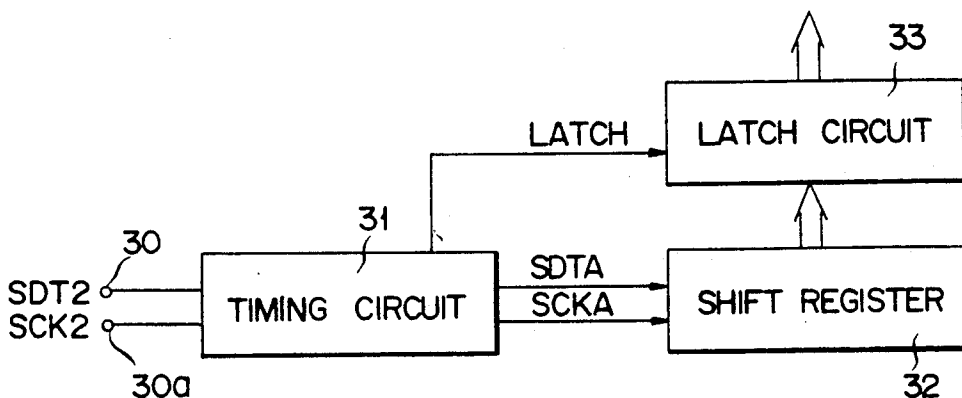 33
LATCH CIRCUIT
LATCH
31
30
SDTA
SDT2
TIMING CIRCUIT
SHIFT REGISTER
SCKA
SCK2
30a
32